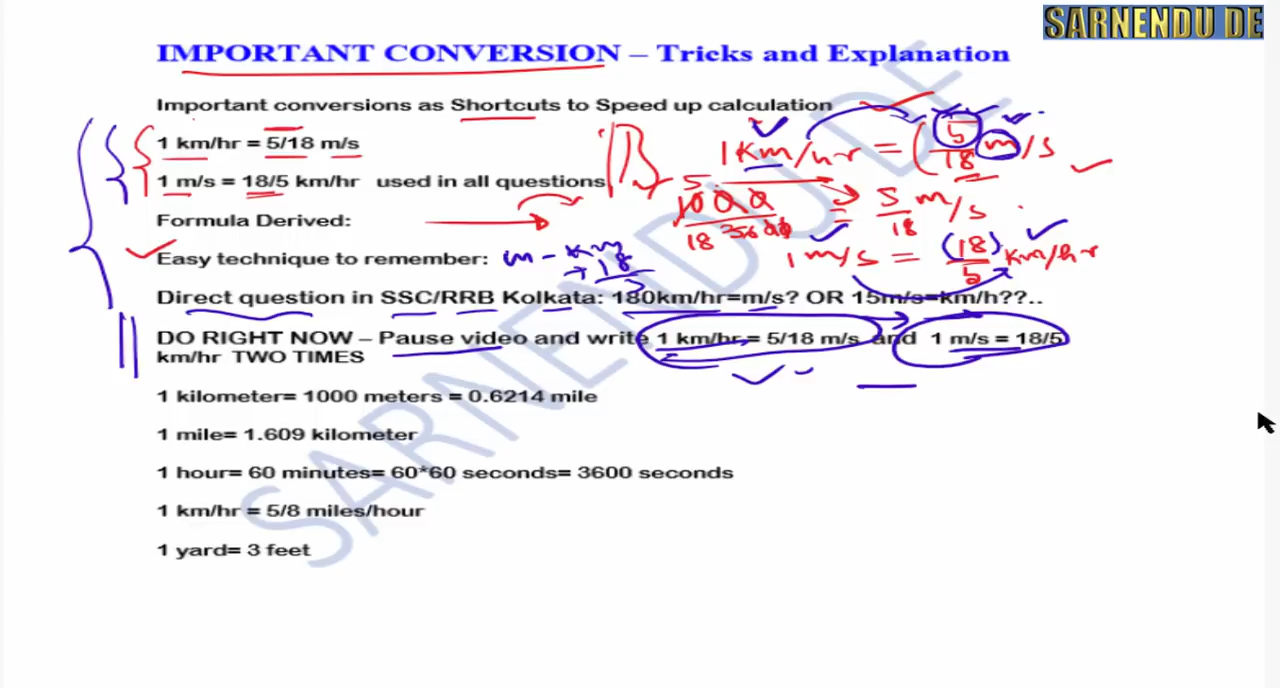 SARNENDU DE
IMPORTANT CONVERSION – Tricks and Explanation
Important conversions as Shortcuts to Speed up calculation
1 km/hr = 5/18 m/s
1Km/hr = (5/18 m/s
1 m/s = 18/5 km/hr used in all questions
= 5/18 m/s
Formula Derived:
1m/s = (18)/5 km/hr
Easy technique to remember: m - km
18
Direct question in SSC/RRB Kolkata: 180km/hr=m/s? OR 15m/s=km/h??..
DO RIGHT NOW – Pause video and write 1 km/hr = 5/18 m/s and 1 m/s = 18/5
km/hr TWO TIMES
1 kilometer= 1000 meters = 0.6214 mile
1 mile= 1.609 kilometer
1 hour= 60 minutes= 60*60 seconds= 3600 seconds
1 km/hr = 5/8 miles/hour
1 yard= 3 feet
SARNENDU DE